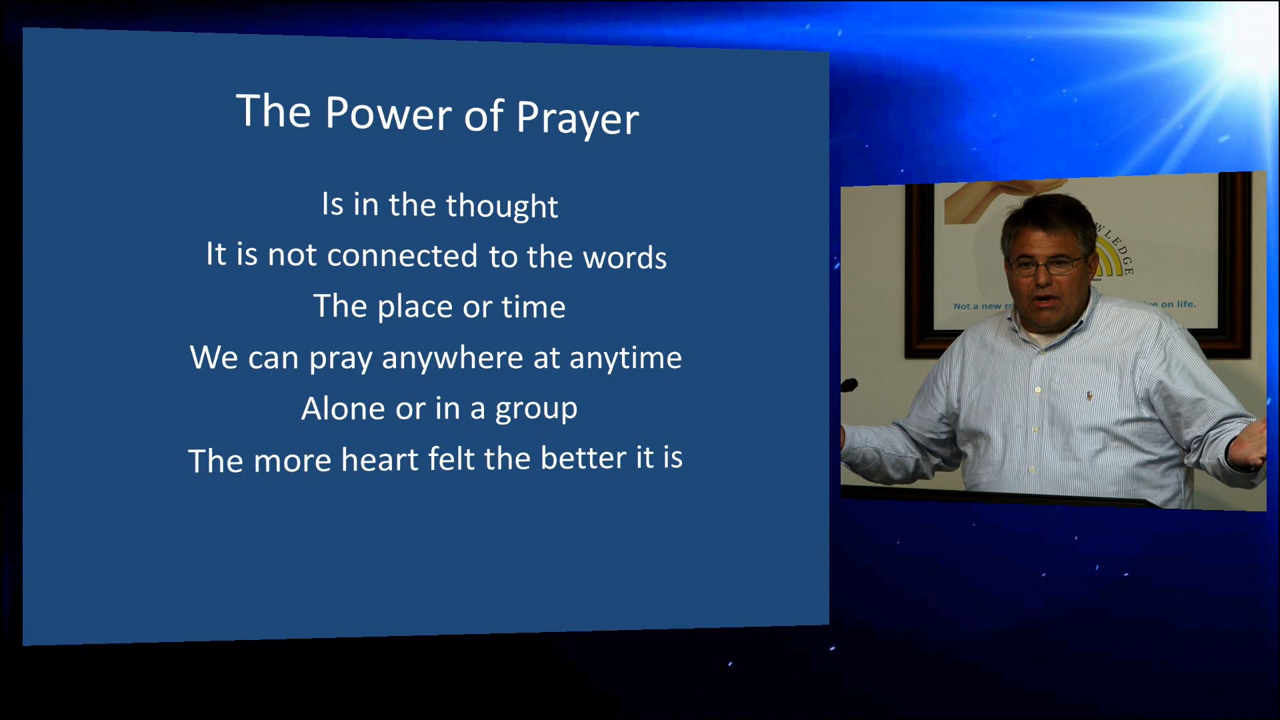 The Power of Prayer
Is in the thought
It is not connected to the words
The place or time
We can pray anywhere at anytime
Alone or in a group
The more heart felt the better it is
WLEDGE
Not a new
on life.